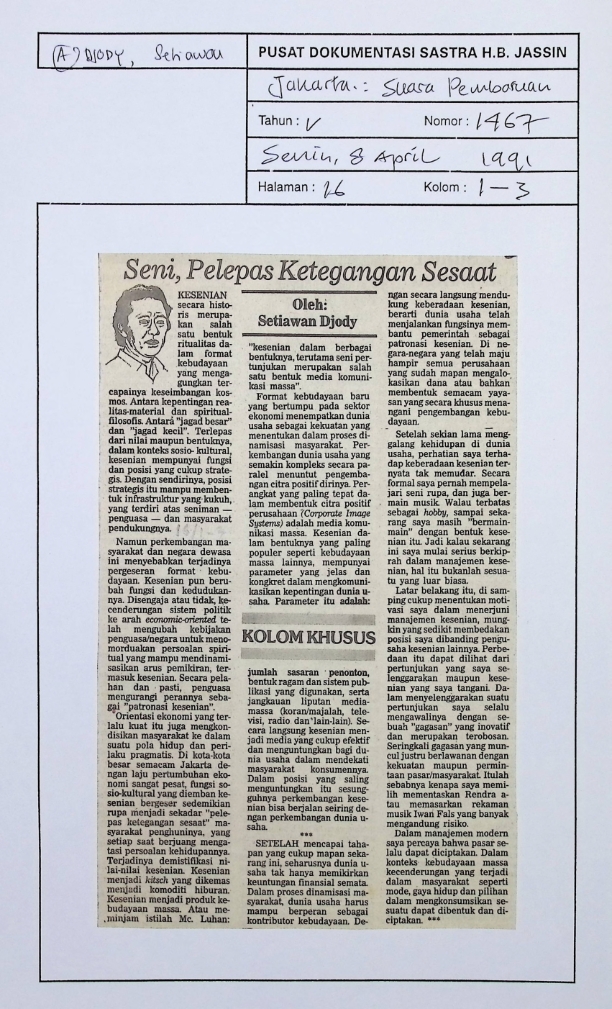 (A) DJODY, Setiawan
PUSAT DOKUMENTASI SASTRA H.B. JASSIN
Jakarta.: Suara Pembaruan
Tahun : V Nomor : 1467
Senin, 8 April 1991
Halaman : 16 Kolom : 1 — 3
Seni, Pelepas Ketegangan Sesaat
KESENIAN
secara histo-
ris merupa-
kan salah
satu bentuk
ritualitas da-
lam format
kebudayaan
yang menga-
gungkan ter-
capainya keseimbangan kos-
mos. Antara kepentingan rea-
litas-material dan spiritual-
filosofis. Antara "jagad besar"
dan "jagad kecil". Terlepas
dari nilai maupun bentuknya,
dalam konteks sosio- kultural,
kesenian mempunyai fungsi
dan posisi yang cukup strate-
gis. Dengan sendirinya, posisi
strategis itu mampu memben-
tuk infrastruktur yang kukuh,
yang terdiri atas seniman —
penguasa — dan masyarakat
pendukungnya.
Namun perkembangan ma-
syarakat dan negara dewasa
ini menyebabkan terjadinya
pergeseran format kebu-
dayaan. Kesenian pun beru-
bah fungsi dan kedudukan-
nya. Disengaja atau tidak, ke-
cenderungan sistem politik
ke arah economic-oriented te-
lah mengubah kebijakan
penguasa/negara untuk meno-
morduakan persoalan spiri-
tual yang mampu mendinami-
sasikan arus pemikiran, ter-
masuk kesenian. Secara pela-
han dan pasti, penguasa
mengurangi perannya seba-
gai "patronasi kesenian".
Orientasi ekonomi yang ter-
lalu kuat itu juga mengkon-
disikan masyarakat ke dalam
suatu pola hidup dan peri-
laku pragmatis. Di kota-kota
besar semacam Jakarta de-
ngan laju pertumbuhan eko-
nomi sangat pesat, fungsi so-
sio-kultural yang diemban ke-
senian bergeser sedemikian
rupa menjadi sekadar "pele-
pas ketegangan sesaat" ma-
syarakat penghuninya, yang
setiap saat berjuang menga-
tasi persoalan kehidupannya.
Terjadinya demistifikasi ni-
lai-nilai kesenian. Kesenian
menjadi kitsch yang dikemas
menjadi komoditi hiburan.
Kesenian menjadi produk ke-
budayaan massa. Atau me-
minjam istilah Mc. Luhan:
Oleh:
Setiawan Djody
"kesenian dalam berbagai
bentuknya, terutama seni per-
tunjukan merupakan salah
satu bentuk media komuni-
kasi massa".
Format kebudayaan baru
yang bertumpu pada sektor
ekonomi menempatkan dunia
usaha sebagai kekuatan yang
menentukan dalam proses di-
namisasi masyarakat. Per-
kembangan dunia usaha yang
semakin kompleks secara pa-
ralel menuntut pengemba-
ngan citra positif dirinya. Pe-
rangkat yang paling tepat da-
lam membentuk citra positif
perusahaan (Corporate Image
Systems) adalah media komu-
nikasi massa. Kesenian da-
lam bentuknya yang paling
populer seperti kebudayaan
massa lainnya, mempunyai
parameter yang jelas dan
kongkret dalam mengkomuni-
kasikan kepentingan dunia u-
saha. Parameter itu adalah:
KOLOM KHUSUS
jumlah sasaran penonton,
bentuk ragam dan sistem pub-
likasi yang digunakan, serta
jangkauan liputan media-
massa (koran/majalah, tele-
visi, radio dan lain-lain). Se-
cara langsung kesenian men-
jadi media yang cukup efektif
dan menguntungkan bagi du-
nia usaha dalam mendekati
masyarakat konsumennya.
Dalam posisi yang saling
menguntungkan itu sesung-
guhnya perkembangan kese-
nian bisa berjalan seiring de-
ngan perkembangan dunia u-
saha.
***
SETELAH mencapai taha-
pan yang cukup mapan seka-
rang ini, seharusnya dunia u-
saha tak hanya memikirkan
keuntungan finansial semata.
Dalam proses dinamisasi ma-
syarakat, dunia usaha harus
mampu berperan sebagai
kontributor kebudayaan. De-
ngan secara langsung mendu-
kung keberadaan kesenian,
berarti dunia usaha telah
menjalankan fungsinya mem-
bantu pemerintah sebagai
patronasi kesenian. Di ne-
gara-negara yang telah maju
hampir semua perusahaan
yang sudah mapan mengalo-
kasikan dana atau bahkan
membentuk semacam yaya-
san yang secara khusus mena-
ngani pengembangan kebu-
dayaan.
Setelah sekian lama meng-
galang kehidupan di dunia
usaha, perhatian saya terha-
dap keberadaan kesenian ter-
nyata tak memudar. Secara
formal saya pernah mempela-
jari seni rupa, dan juga ber-
main musik. Walau terbatas
sebagai hobby, sampai seka-
rang saya masih "bermain-
main" dengan bentuk kese-
nian itu. Jadi kalau sekarang
ini saya mulai serius berkip-
rah dalam manajemen kese-
nian, hal itu bukanlah sesua-
tu yang luar biasa.
Latar belakang itu, di sam-
ping cukup menentukan moti-
vasi saya dalam menerjuni
manajemen kesenian, mung-
kin yang sedikit membedakan
posisi saya dibanding pengu-
saha kesenian lainnya. Perbe-
daan itu dapat dilihat dari
pertunjukan yang saya se-
lenggarakan maupun kese-
nian yang saya tangani. Da-
lam menyelenggarakan suatu
pertunjukan saya selalu
mengawalinya dengan se-
buah "gagasan" yang inovatif
dan merupakan terobosan.
Seringkali gagasan yang mun-
cul justru berlawanan dengan
kekuatan maupun permin-
taan pasar/masyarakat. Itulah
sebabnya kenapa saya memi-
lih mementaskan Rendra a-
tau memasarkan rekaman
musik Iwan Fals yang banyak
mengandung risiko.
Dalam manajemen modern
saya percaya bahwa pasar se-
lalu dapat diciptakan. Dalam
konteks kebudayaan massa
kecenderungan yang terjadi
dalam masyarakat seperti
mode, gaya hidup dan pilihan
dalam mengkonsumsikan se-
suatu dapat dibentuk dan di-
ciptakan. ***